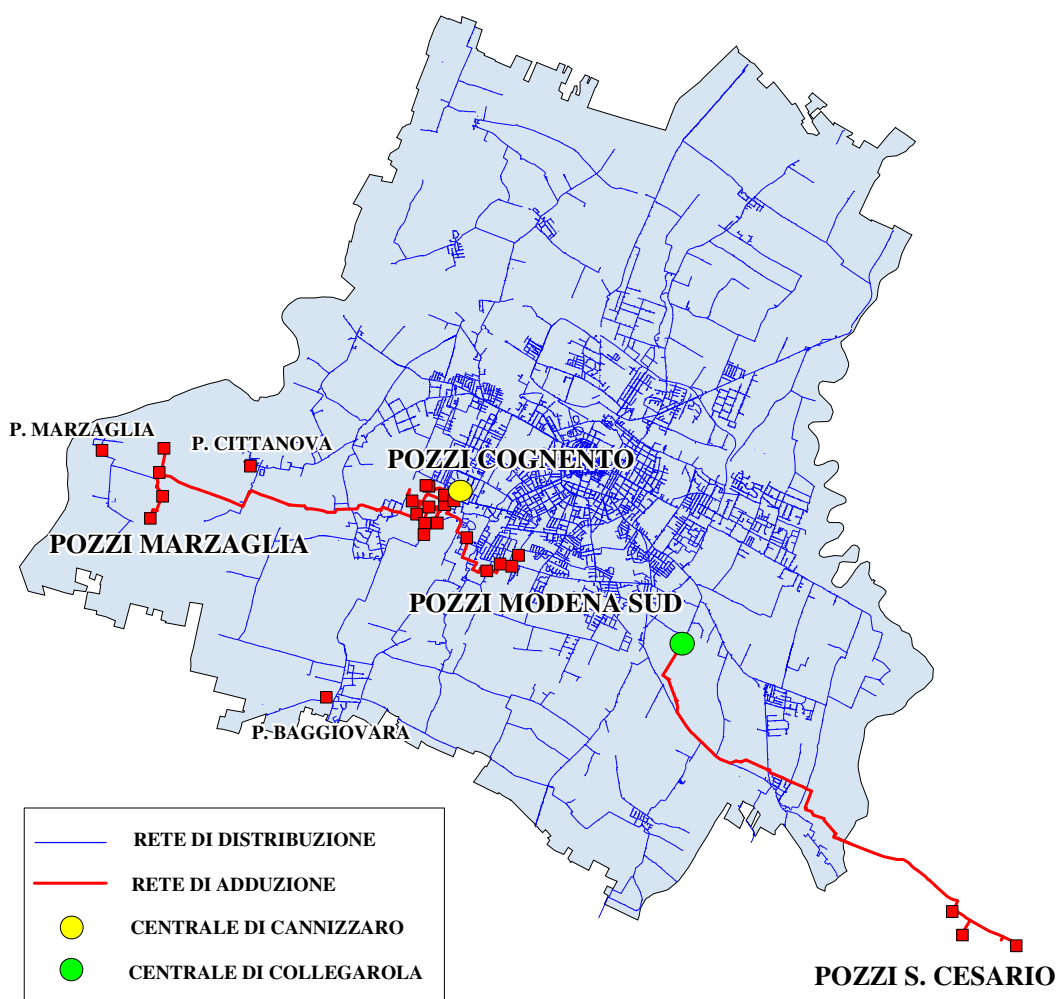 P. MARZAGLIA
P. CITTANOVA
POZZI COGNENTO
POZZI MARZAGLIA
POZZI MODENA SUD
P. BAGGIOVARA
RETE DI DISTRIBUZIONE
RETE DI ADDUZIONE
CENTRALE DI CANNIZZARO
CENTRALE DI COLLEGAROLA
POZZI S. CESARIO